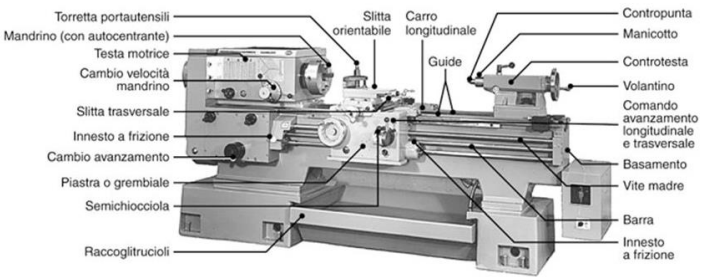 Torretta portautensili
Mandrino (con autocentrante)
Testa motrice
Cambio velocità
mandrino
Slitta trasversale
Innesto a frizione
Cambio avanzamento
Piastra o grembiale
Semichiocciola
Raccoglitrucioli
Slitta
orientabile
Carro
longitudinale
Guide
Contropunta
Manicotto
Controtesta
Volantino
Comando
avanzamento
longitudinale
e trasversale
Basamento
Vite madre
Barra
Innesto
a frizione